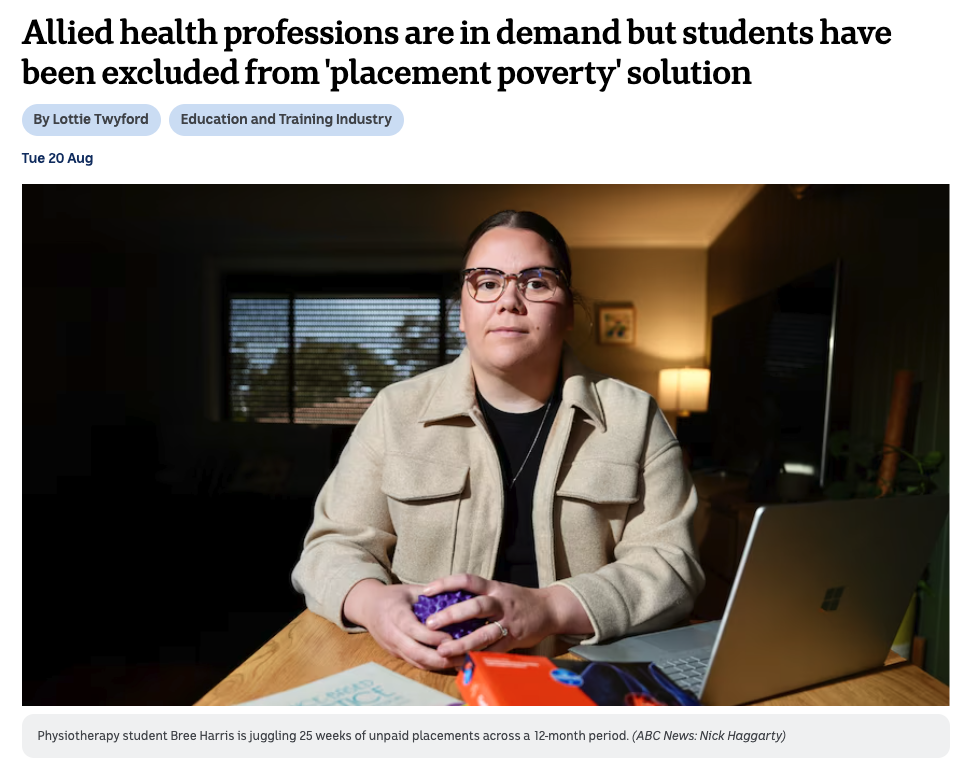 Allied health professions are in demand but students have
been excluded from 'placement poverty' solution
By Lottie Twyford
Education and Training Industry
Tue 20 Aug
Physiotherapy student Bree Harris is juggling 25 weeks of unpaid placements across a 12-month period. (ABC News: Nick Haggarty)